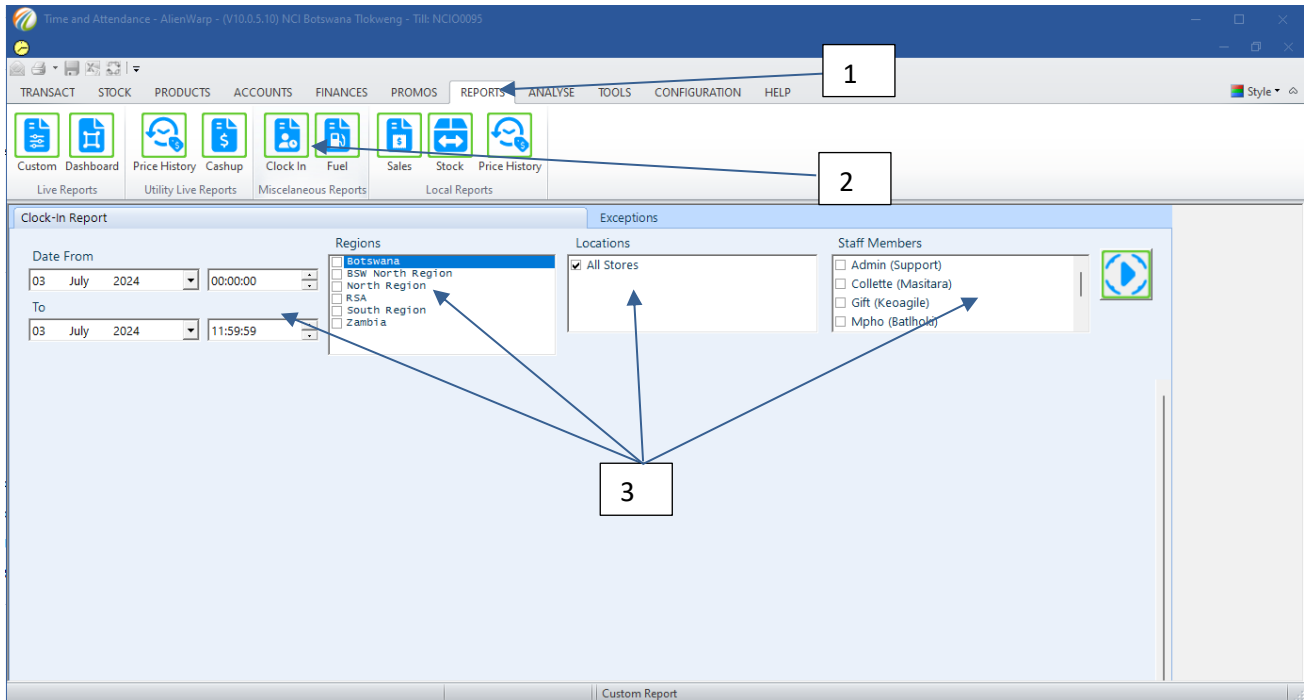 Time and Attendance - AlienWarp - (V10.0.5.10) NCI Botswana Tlokweng - Till: NCIO0095
1
TRANSACT STOCK PRODUCTS ACCOUNTS FINANCES PROMOS REPORTS ANALYSE TOOLS CONFIGURATION HELP
Style
Custom Dashboard Price History Cashup Clock In Fuel Sales Stock Price History
2
Live Reports Utility Live Reports Miscelaneous Reports Local Reports
Clock-In Report Exceptions
Date From
03 July 2024 00:00:00
To
03 July 2024 11:59:59
Regions
Botswana
BSW North Region
North Region
RSA
South Region
Zambia
Locations
All Stores
Staff Members
Admin (Support)
Collette (Masitara)
Gift (Keoagile)
Mpho (Batlhoki)
3
Custom Report